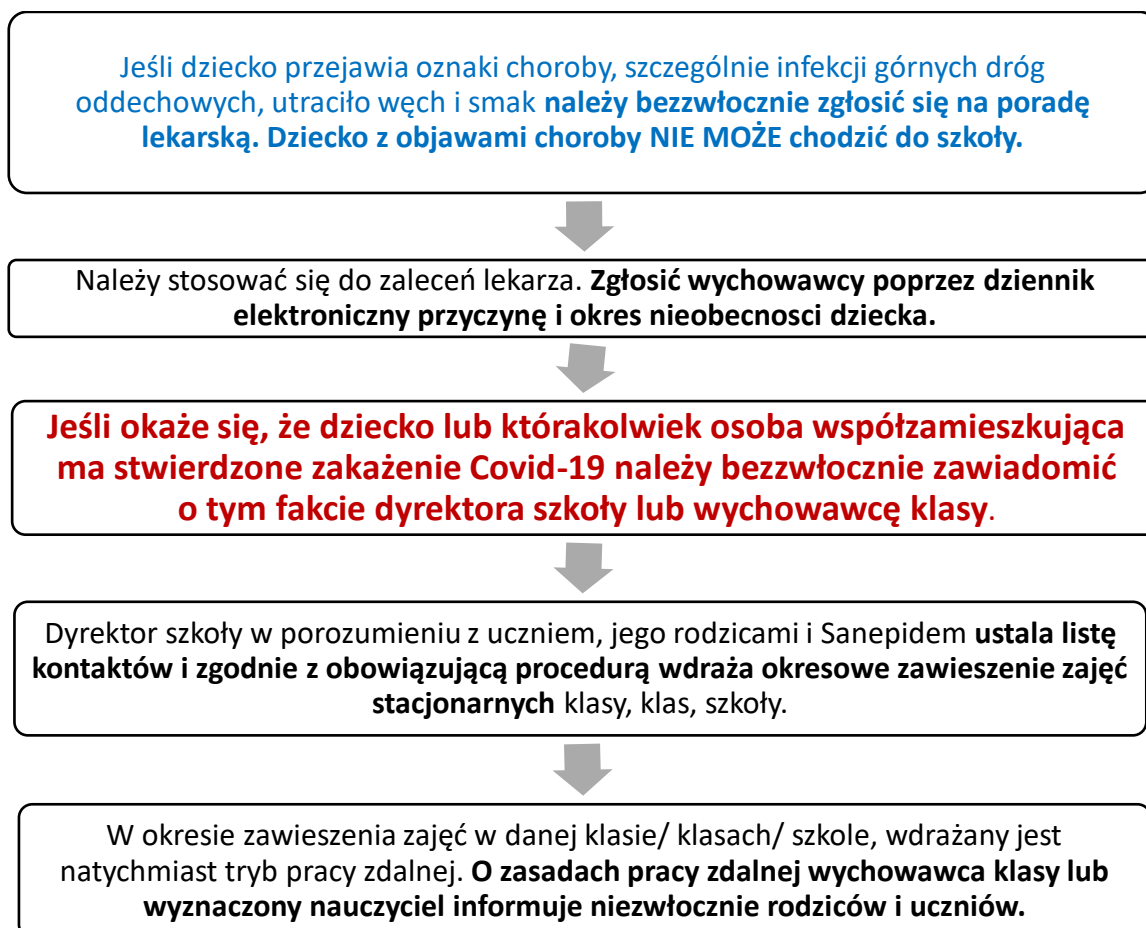 Jeśli dziecko przejawia oznaki choroby, szczególnie infekcji górnych dróg
oddechowych, utraciło węch i smak należy bezzwłocznie zgłosić się na poradę
lekarską. Dziecko z objawami choroby NIE MOŻE chodzić do szkoły.
Należy stosować się do zaleceń lekarza. Zgłosić wychowawcy poprzez dziennik
elektroniczny przyczynę i okres nieobecnosci dziecka.
Jeśli okaże się, że dziecko lub którakolwiek osoba współzamieszkująca
ma stwierdzone zakażenie Covid-19 należy bezzwłocznie zawiadomić
o tym fakcie dyrektora szkoły lub wychowawcę klasy.
Dyrektor szkoły w porozumieniu z uczniem, jego rodzicami i Sanepidem ustala listę
kontaktów i zgodnie z obowiązującą procedurą wdraża okresowe zawieszenie zajęć
stacjonarnych klasy, klas, szkoły.
W okresie zawieszenia zajęć w danej klasie/ klasach/ szkole, wdrażany jest
natychmiast tryb pracy zdalnej. O zasadach pracy zdalnej wychowawca klasy lub
wyznaczony nauczyciel informuje niezwłocznie rodziców i uczniów.